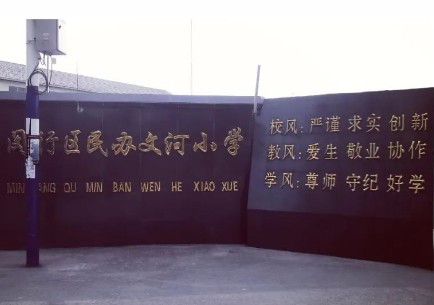 闵行区民办文河小学
MIN HANG QU MIN BAN WEN HE XIAO XUE
校风：严谨 求实 创新
教风：爱生 敬业 协作
学风：尊师 守纪 好学